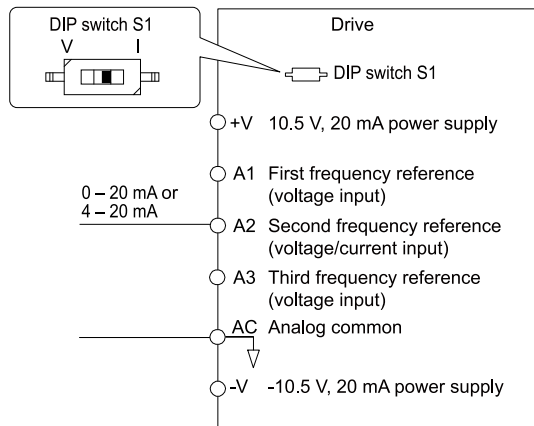 DIP switch S1
V I
Drive
DIP switch S1
+V 10.5 V, 20 mA power supply
A1 First frequency reference
(voltage input)
0 – 20 mA or
4 – 20 mA
A2 Second frequency reference
(voltage/current input)
A3 Third frequency reference
(voltage input)
AC Analog common
-V -10.5 V, 20 mA power supply